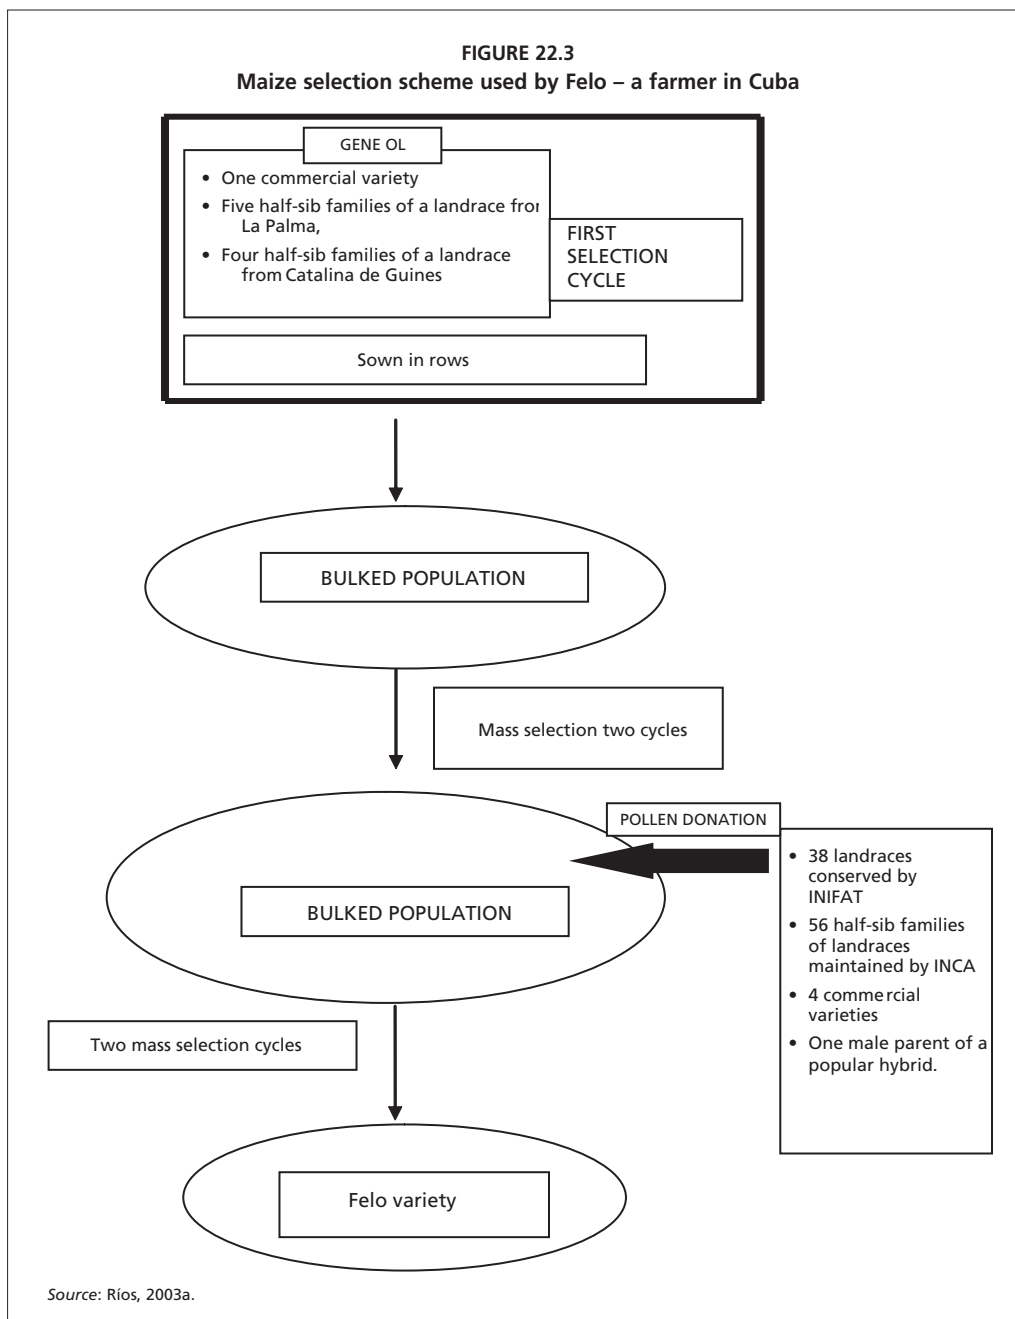 FIGURE 22.3
Maize selection scheme used by Felo – a farmer in Cuba
GENE OL
• One commercial variety
• Five half-sib families of a landrace from
La Palma,
• Four half-sib families of a landrace
from Catalina de Guines
FIRST
SELECTION
CYCLE
Sown in rows
BULKED POPULATION
Mass selection two cycles
POLLEN DONATION
• 38 landraces
conserved by
INIFAT
• 56 half-sib families
of landraces
maintained by INCA
• 4 commercial
varieties
• One male parent of a
popular hybrid.
BULKED POPULATION
Two mass selection cycles
Felo variety
Source: Ríos, 2003a.